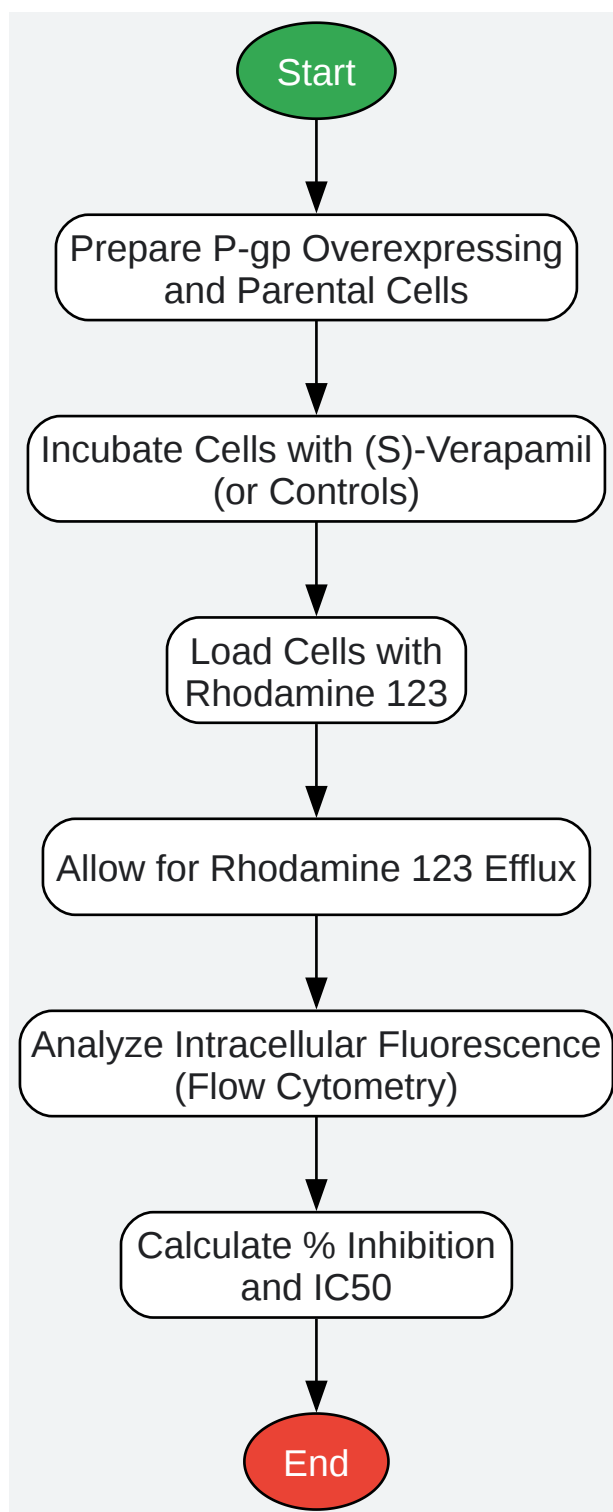 Start
Prepare P-gp Overexpressing
and Parental Cells
Incubate Cells with (S)-Verapamil
(or Controls)
Load Cells with
Rhodamine 123
Allow for Rhodamine 123 Efflux
Analyze Intracellular Fluorescence
(Flow Cytometry)
Calculate % Inhibition
and IC50
End